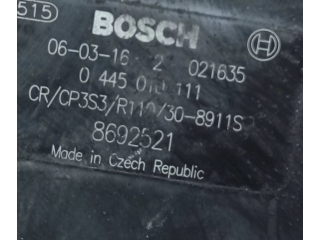 515
BOSCH
06-03-16 2 021635
0 445 010 111
CR/CP3S3/R110/30-8911S
8692521
Made in Czech Republic